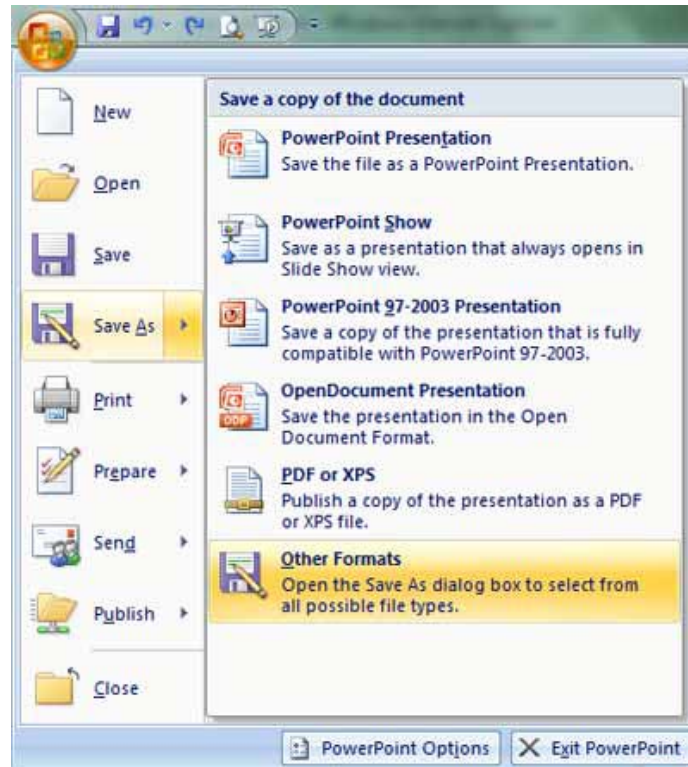 New
Open
Save
Save As
Print
Prepare
Send
Publish
Close
Save a copy of the document
PowerPoint Presentation
Save the file as a PowerPoint Presentation.
PowerPoint Show
Save as a presentation that always opens in
Slide Show view.
PowerPoint 97-2003 Presentation
Save a copy of the presentation that is fully
compatible with PowerPoint 97-2003.
OpenDocument Presentation
Save the presentation in the Open
Document Format.
PDF or XPS
Publish a copy of the presentation as a PDF
or XPS file.
Other Formats
Open the Save As dialog box to select from
all possible file types.
PowerPoint Options
Exit PowerPoint